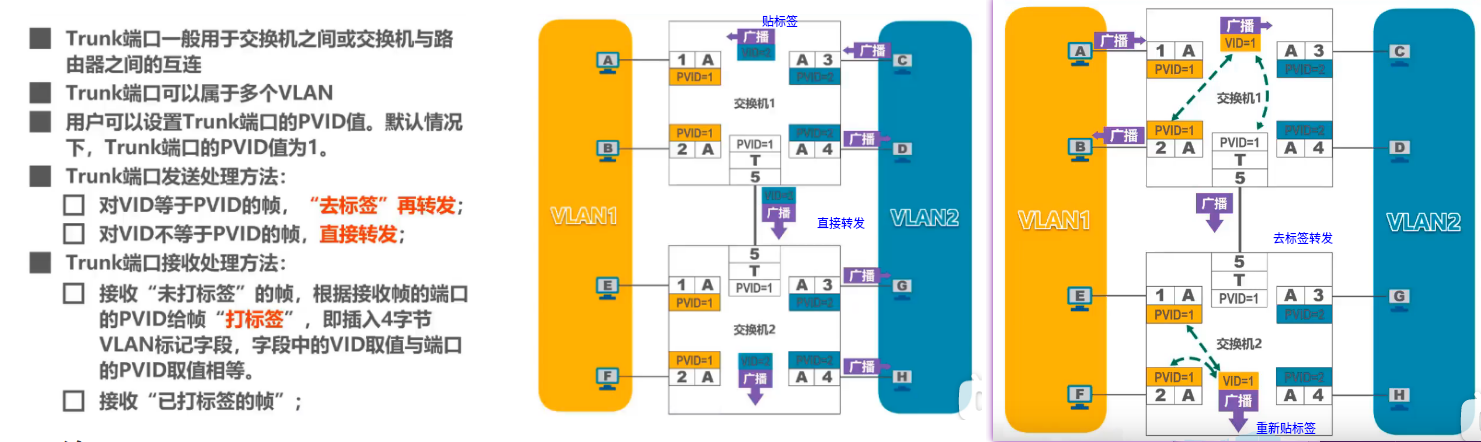 Trunk端口一般用于交换机之间或交换机与路
由器之间的互连
Trunk端口可以属于多个VLAN
用户可以设置Trunk端口的PVID值。默认情况
下，Trunk端口的PVID值为1。
Trunk端口发送处理方法：
对VID等于PVID的帧，“去标签”再转发；
对VID不等于PVID的帧，直接转发；
Trunk端口接收处理方法：
接收“未打标签”的帧，根据接收帧的端口
的PVID给帧“打标签”，即插入4字节
VLAN标记字段，字段中的VID取值与端口
的PVID取值相等。
接收“已打标签的帧”；
贴标签
广播
VID=2
广播
A
1 A
A 3
C
PVID=1
PVID=2
交换机1
PVID=1
PVID=2
广播
B
2 A
PVID=1
A 4
D
T
5
VID=2
广播
VLAN1
直接转发
VLAN2
5
T
PVID=1
E
1 A
A 3
广播
G
PVID=1
PVID=2
交换机2
PVID=1
VID=2
PVID=2
F
2 A
广播
A 4
广播
H
广播
VID=1
A
广播
1 A
A 3
C
PVID=1
PVID=2
交换机1
PVID=1
PVID=2
广播
B
2 A
PVID=1
A 4
D
T
5
广播
VLAN1
去标签转发
VLAN2
5
T
PVID=1
E
1 A
A 3
G
PVID=1
PVID=2
交换机2
PVID=1
VID=1
PVID=2
F
2 A
广播
A 4
H
重新贴标签